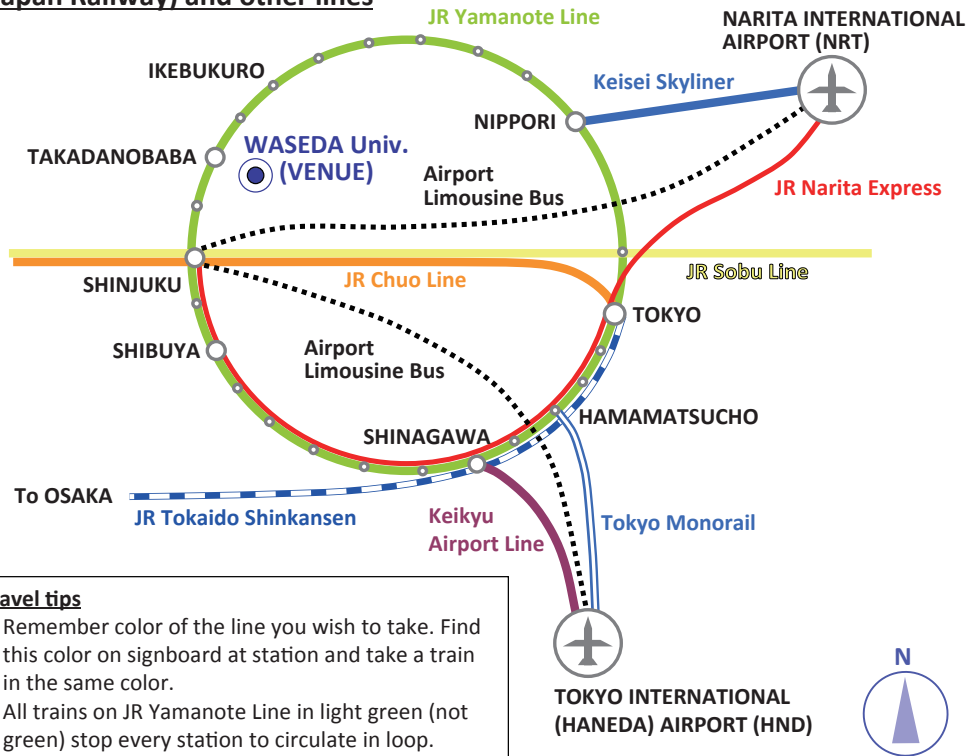 apan Railway) and other lines
JR Yamanote Line
NARITA INTERNATIONAL
AIRPORT (NRT)
IKEBUKURO
Keisei Skyliner
NIPPORI
WASEDA Univ.
(VENUE)
TAKADANOBABA
Airport
Limousine Bus
JR Narita Express
JR Sobu Line
JR Chuo Line
SHINJUKU
TOKYO
SHIBUYA
Airport
Limousine Bus
HAMAMATSUCHO
SHINAGAWA
To OSAKA
JR Tokaido Shinkansen
Keikyu
Airport Line
Tokyo Monorail
avel tips
Remember color of the line you wish to take. Find
this color on signboard at station and take a train
in the same color.
All trains on JR Yamanote Line in light green (not
green) stop every station to circulate in loop.
TOKYO INTERNATIONAL
(HANEDA) AIRPORT (HND)
N